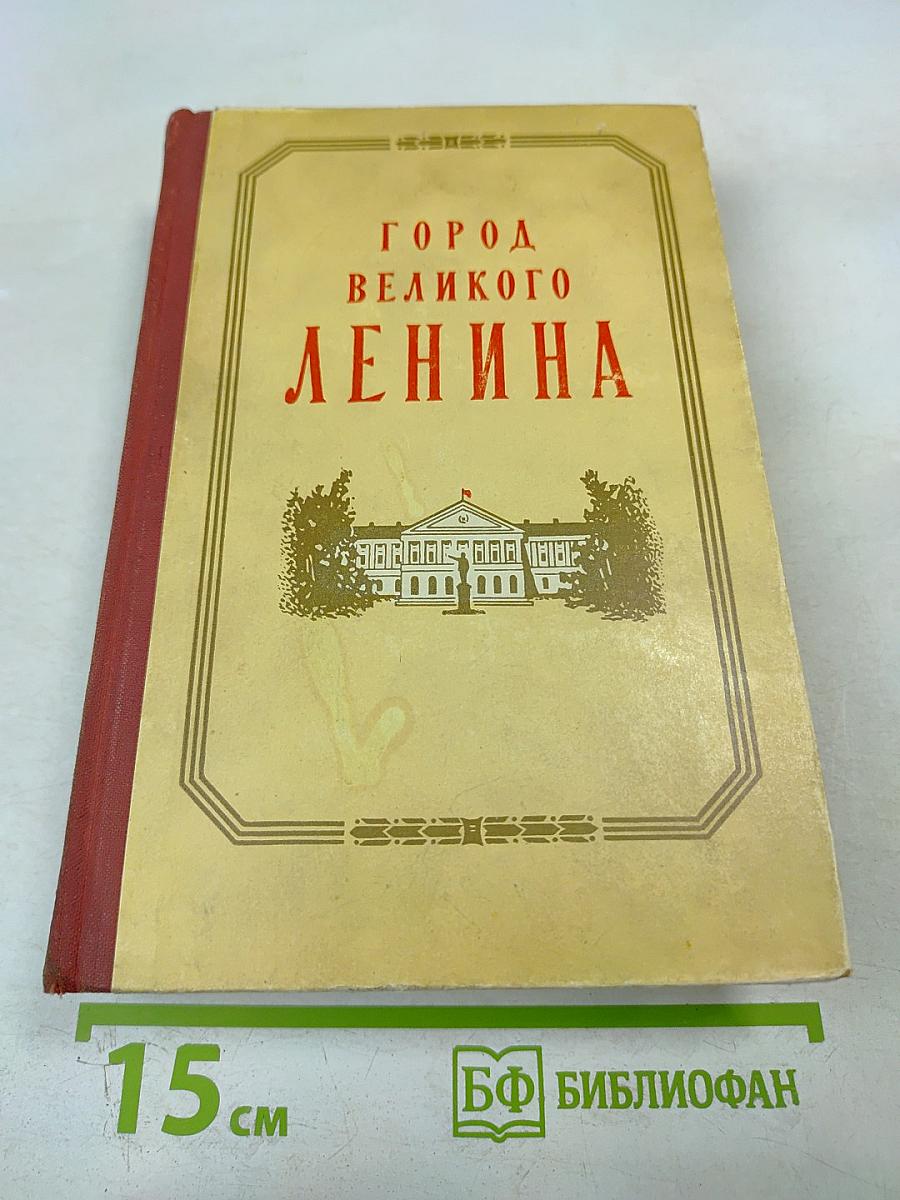 ГОРОД
ВЕЛИКОГО
ЛЕНИНА
15 см
БФ БИБЛИОФАН